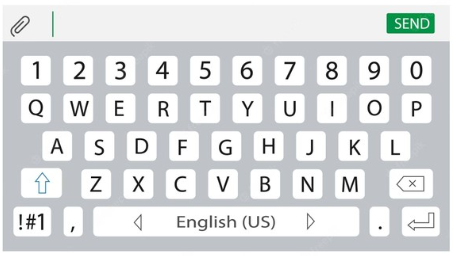 SEND
1 2 3 4 5 6 7 8 9 0
Q W E R T Y U I O P
A S D F G H J K L
Z X C V B N M
!#1 , English (US) .